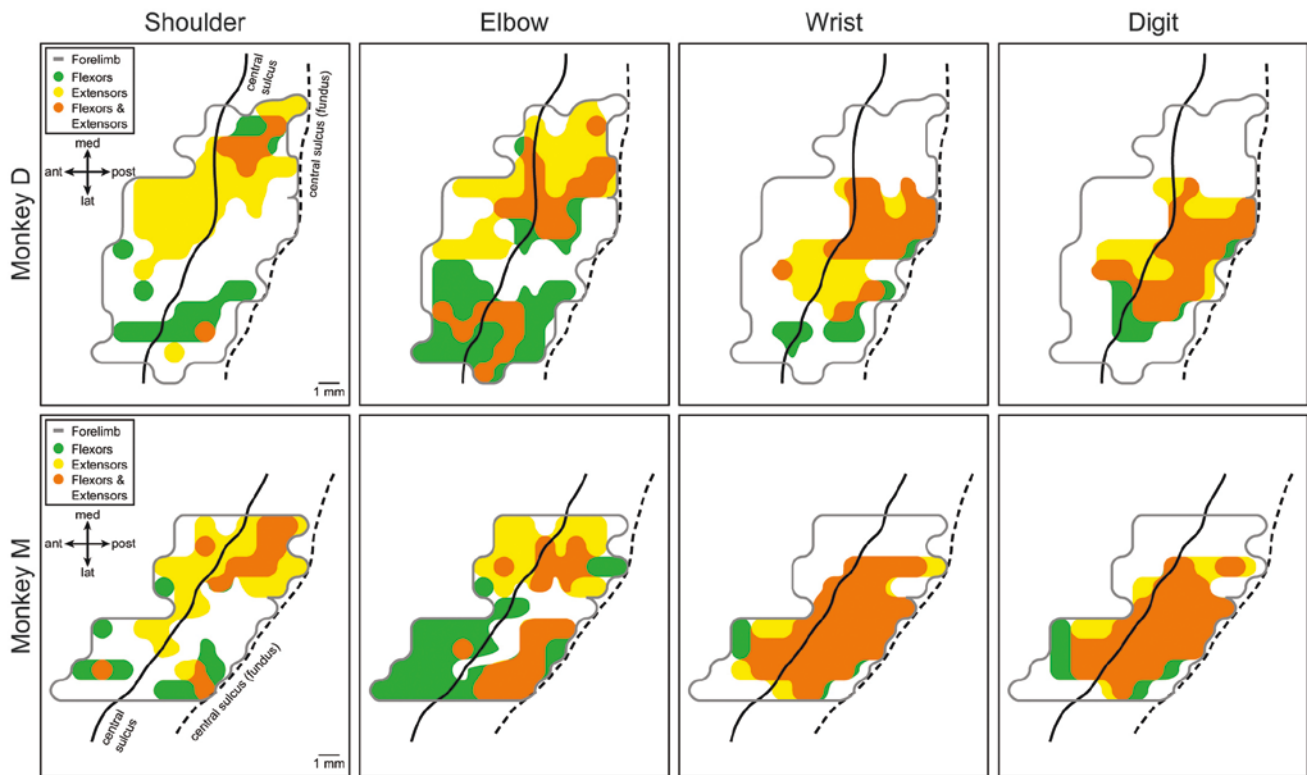 Shoulder
Elbow
Wrist
Digit
Monkey D
Forelimb
Flexors
Extensors
Flexors &
Extensors
med
ant
post
lat
central
sulcus
central sulcus (fundus)
1 mm
Monkey M
Forelimb
Flexors
Extensors
Flexors &
Extensors
med
ant
post
lat
central
sulcus
central sulcus (fundus)
1 mm